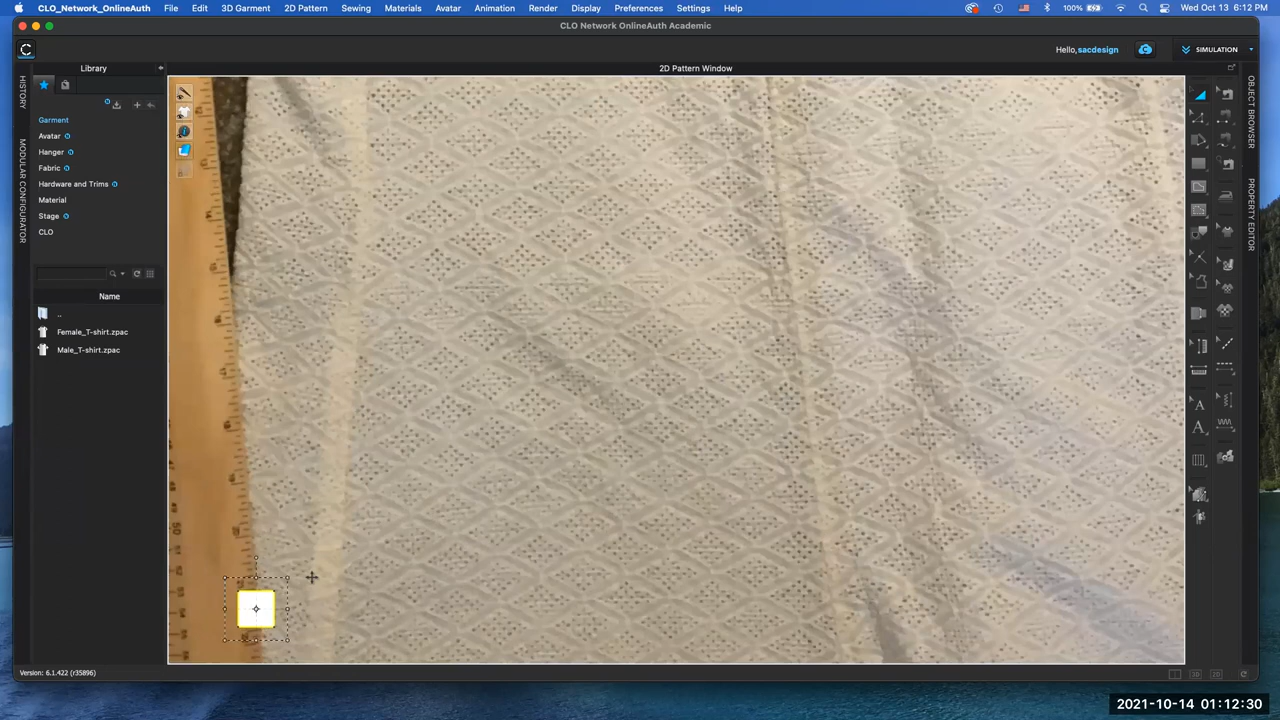 CLO_Network_OnlineAuth File Edit 3D Garment 2D Pattern Sewing Materials Avatar Animation Render Display Preferences Settings Help 100% Wed Oct 13 6:12 PM
CLO Network OnlineAuth Academic
Hello, sacdesign SIMULATION
Library
2D Pattern Window
HISTORY
MODULAR CONFIGURATOR
OBJECT BROWSER
PROPERTY EDITOR
Garment
Avatar
Hanger
Fabric
Hardware and Trims
Material
Stage
CLO
Name
..
Female_T-shirt.zpac
Male_T-shirt.zpac
Version: 6.1.422 (r35896)
3D
2D
2021-10-14 01:12:30